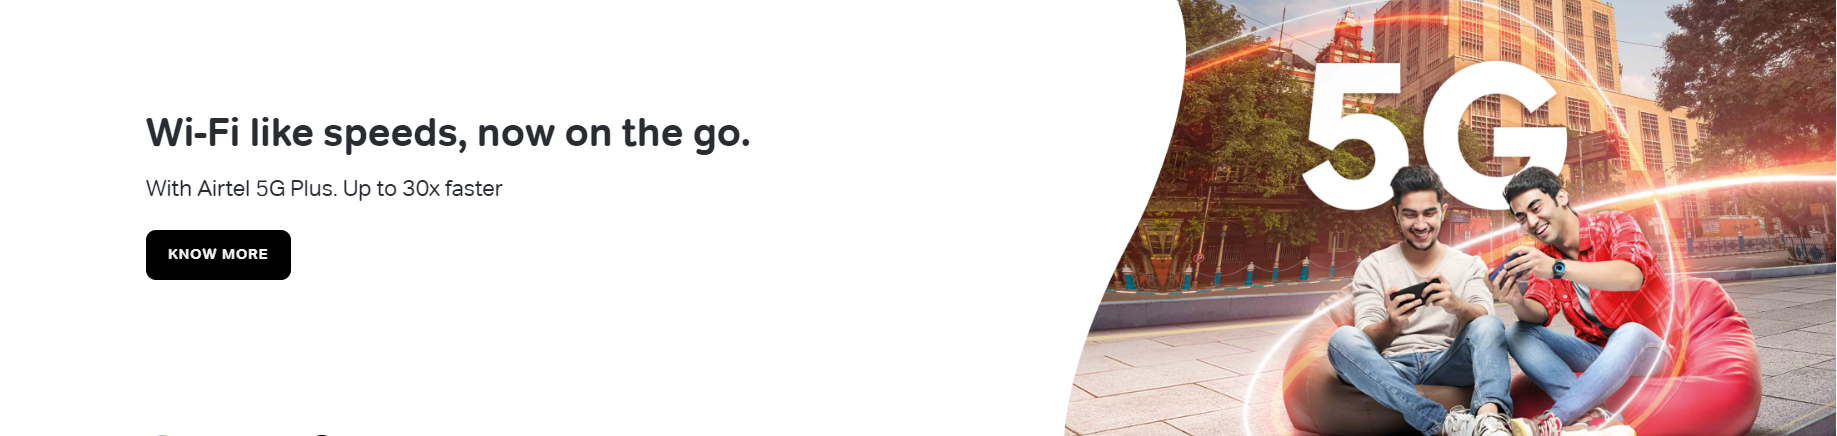 Wi-Fi like speeds, now on the go.
With Airtel 5G Plus. Up to 30x faster
KNOW MORE
5G